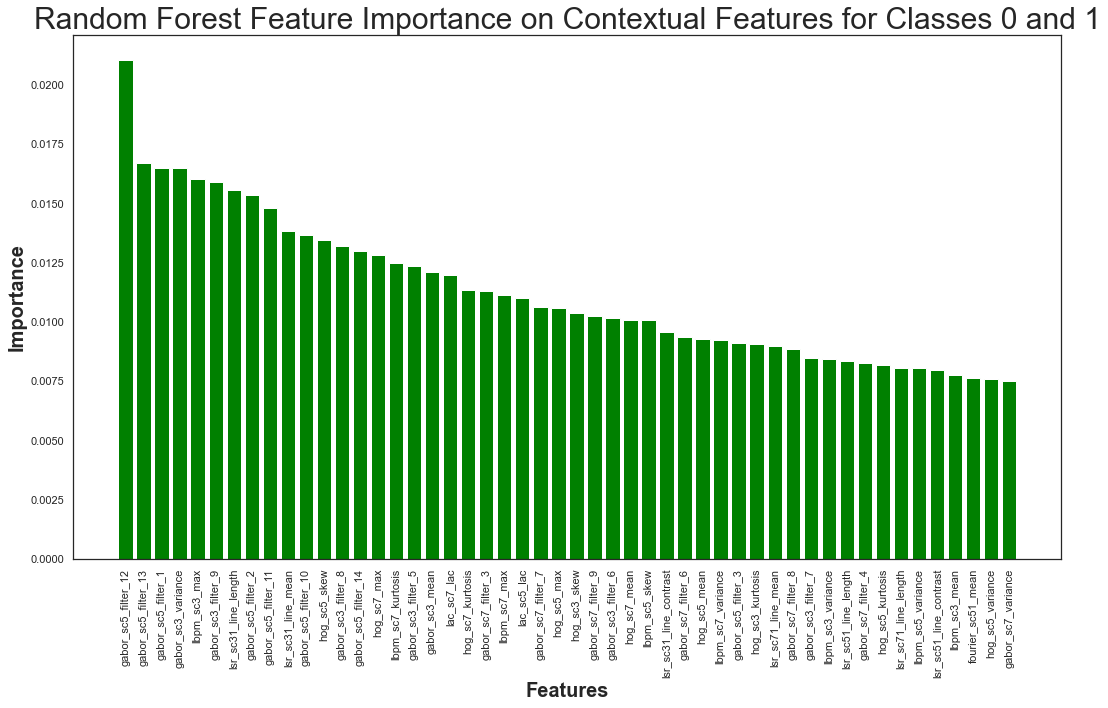 Random Forest Feature Importance on Contextual Features for Classes 0 and 1
Importance
0.0200
0.0175
0.0150
0.0125
0.0100
0.0075
0.0050
0.0025
0.0000
gabor_sc5_filter_12
gabor_sc5_filter_13
gabor_sc5_filter_1
gabor_sc3_variance
lbpm_sc3_max
gabor_sc3_filter_9
lsr_sc31_line_length
gabor_sc5_filter_2
gabor_sc5_filter_11
lsr_sc31_line_mean
gabor_sc5_filter_10
hog_sc5_skew
gabor_sc3_filter_8
gabor_sc5_filter_14
hog_sc7_max
lbpm_sc7_kurtosis
gabor_sc3_filter_5
gabor_sc3_mean
lac_sc7_lac
hog_sc7_kurtosis
gabor_sc7_filter_3
lbpm_sc7_max
lac_sc5_lac
gabor_sc7_filter_7
hog_sc5_max
hog_sc3_skew
gabor_sc7_filter_9
gabor_sc3_filter_6
hog_sc7_mean
lbpm_sc5_skew
lsr_sc31_line_contrast
gabor_sc7_filter_6
hog_sc5_mean
lbpm_sc7_variance
gabor_sc5_filter_3
hog_sc3_kurtosis
lsr_sc71_line_mean
gabor_sc7_filter_8
gabor_sc3_filter_7
lbpm_sc3_variance
lsr_sc51_line_length
gabor_sc7_filter_4
hog_sc5_kurtosis
lsr_sc71_line_length
lbpm_sc5_variance
lsr_sc51_line_contrast
lbpm_sc3_mean
fourier_sc51_mean
hog_sc5_variance
gabor_sc7_variance
Features